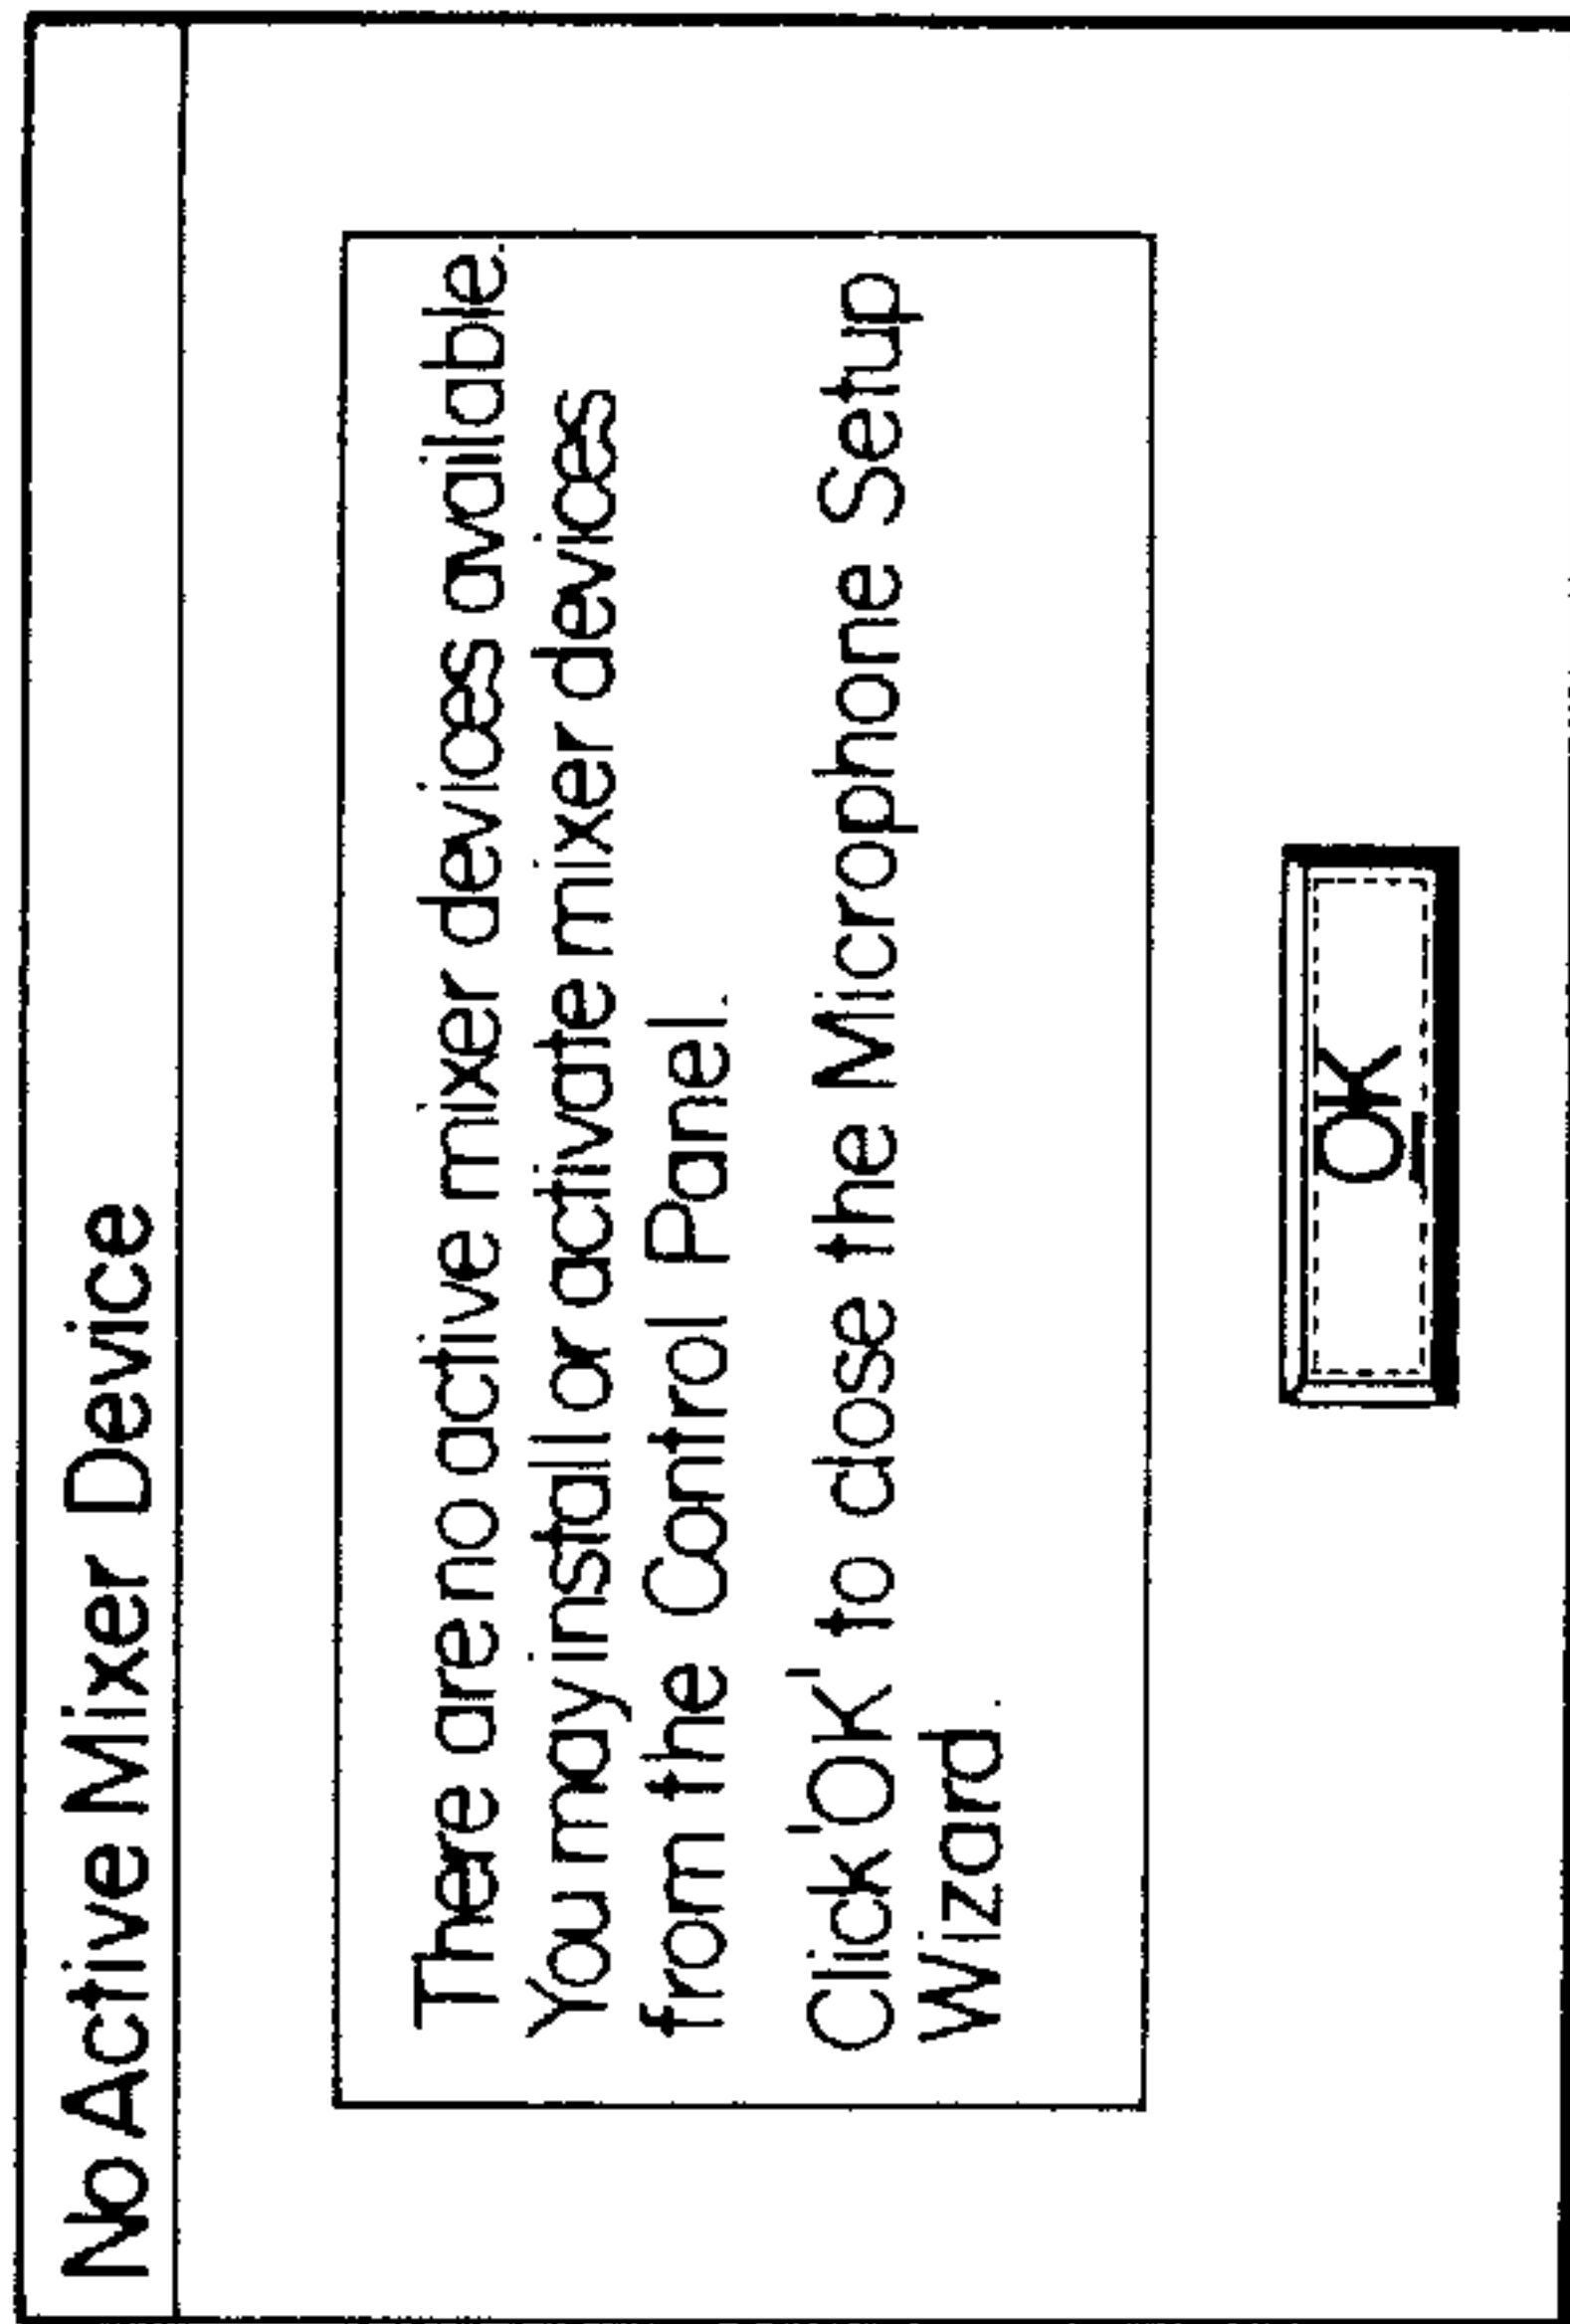 No Active Mixer Device
There are no active mixer devices available.
You may install or activate mixer devices
from the Control Panel.
Click 'OK' to close the Microphone Setup
Wizard.
OK